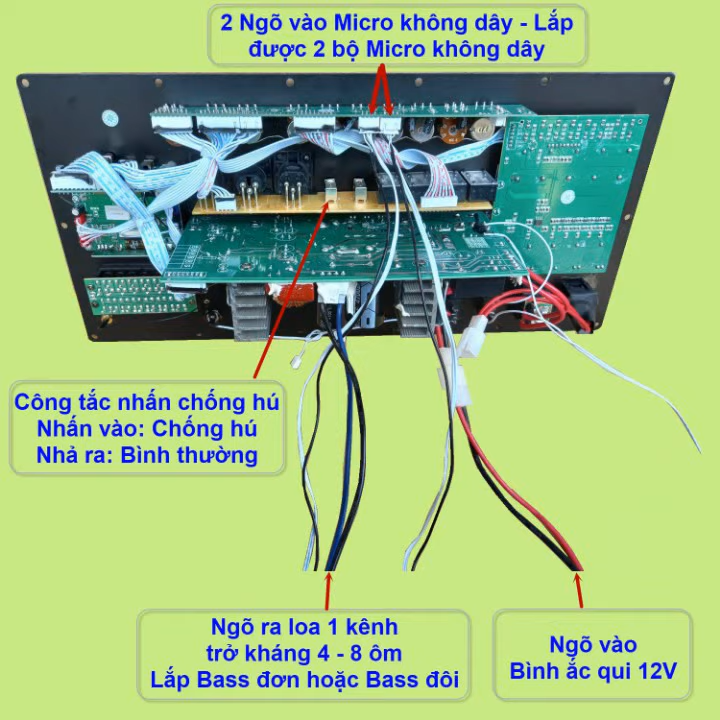 2 Ngõ vào Micro không dây - Lắp
được 2 bộ Micro không dây
Công tắc nhấn chống hú
Nhấn vào: Chống hú
Nhả ra: Bình thường
Ngõ ra loa 1 kênh
trở kháng 4 - 8 ôm
Lắp Bass đơn hoặc Bass đôi
Ngõ vào
Bình ắc qui 12V